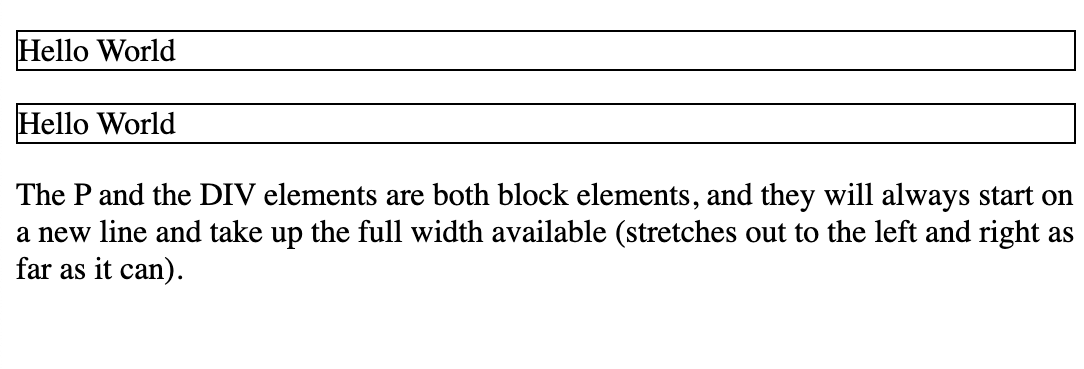 Hello World
Hello World
The P and the DIV elements are both block elements, and they will always start on
a new line and take up the full width available (stretches out to the left and right as
far as it can).